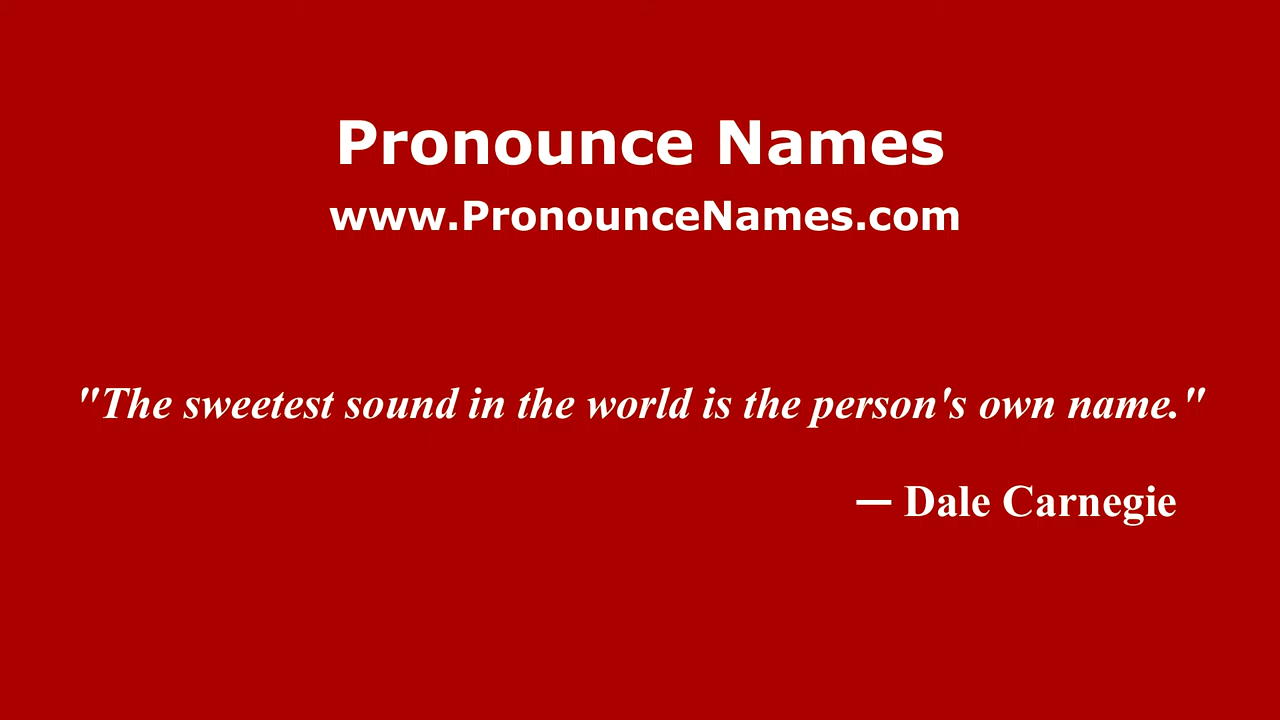 Pronounce Names
www.PronounceNames.com
"The sweetest sound in the world is the person's own name."
— Dale Carnegie